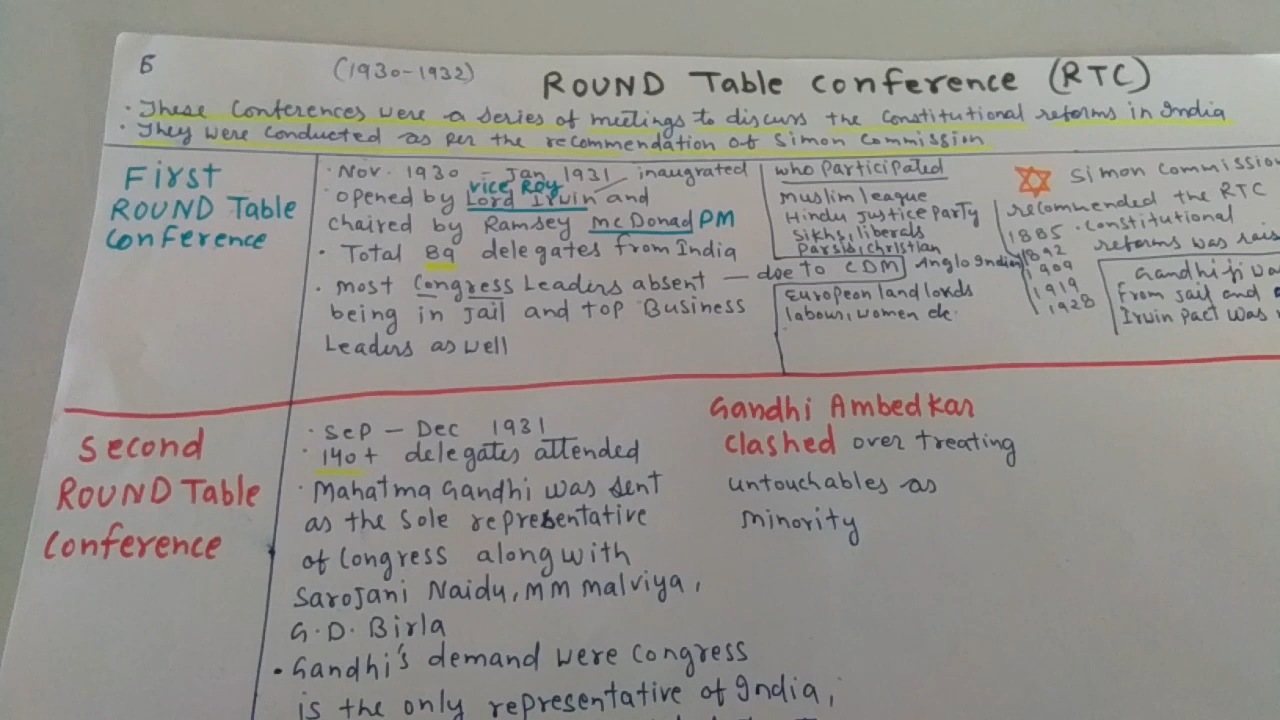 6
(1930-1932)
ROUND Table conference (RTC)
· These Conferences were a series of meetings to discuss the Constitutional reforms in India
· They were conducted as per the recommendation of Simon Commission
First
ROUND Table
Conference
· Nov. 1930 - Jan 1931
inaugrated
vice Roy
opened by Lord Irwin and
chaired by Ramsey McDonad PM
· Total 89 delegates from India
· most Congress Leaders absent — due to CDM
being in Jail and top Business
Leaders as well
who Participated
Muslim league
Hindu Justice Party
Sikhs, liberals
Parsis, christian
Anglo Indian
European land lords
labour, women etc.
Simon Commission
recommended the RTC
· Constitutional
reforms was
1885
1892
1909
1919
1928
Gandhi ji
From Jail and
Irwin pact was
Second
ROUND Table
Conference
· Sep - Dec 1931
· 140+ delegates attended
· Mahatma Gandhi was sent
as the Sole representative
of Congress along with
Sarojani Naidu, MM Malviya,
G.D. Birla
· Gandhi's demand were Congress
is the only representative of India,
Gandhi Ambedkar
clashed over treating
untouchables as
minority